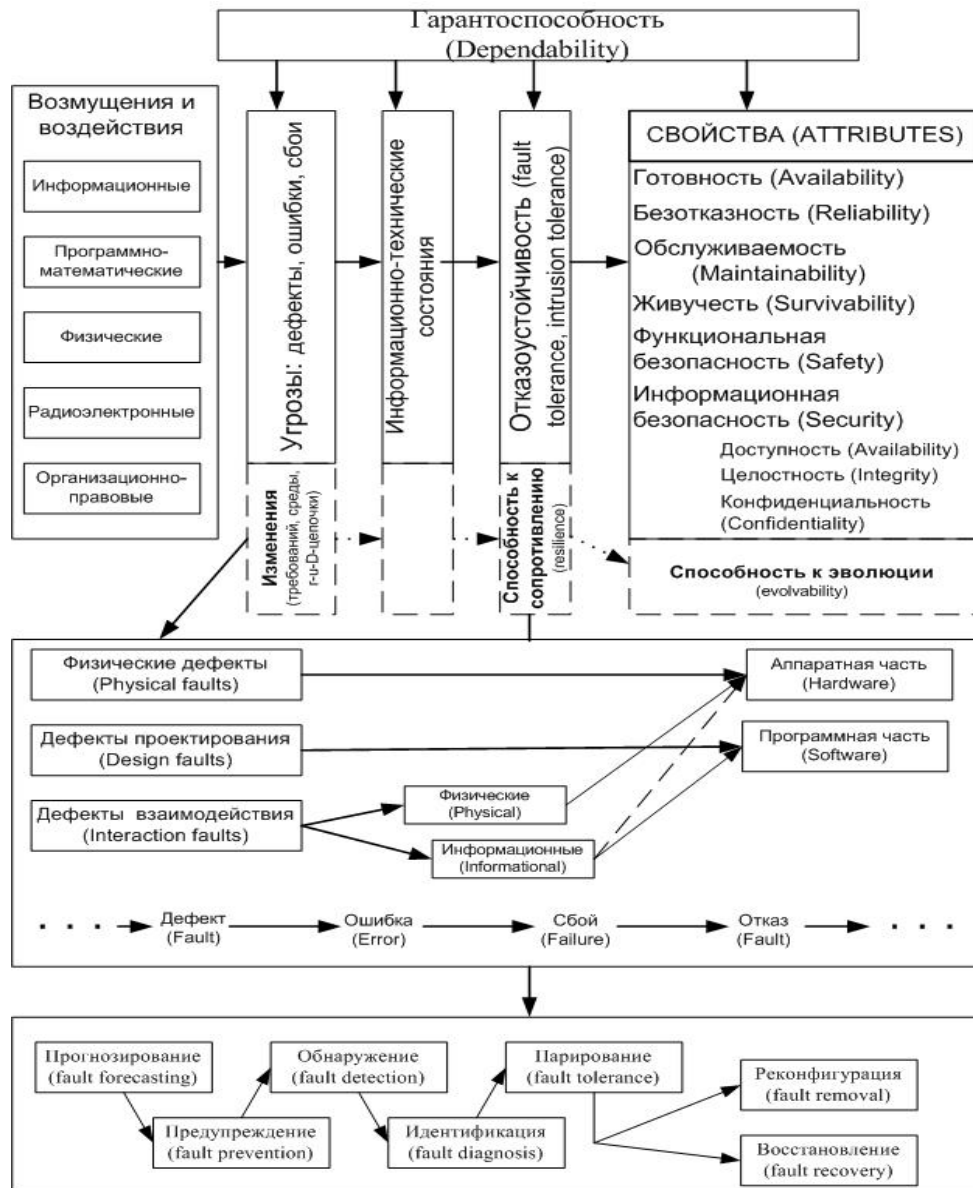 Гарантоспособность
(Dependability)
Возмущения и
воздействия
Информационные
Программно-
математические
Физические
Радиоэлектронные
Организационно-
правовые
Угрозы: дефекты, ошибки, сбои
Изменения
(требований, среды,
r-u-D-цепочки)
Информационно-технические
состояния
Отказоустойчивость (fault
tolerance, intrusion tolerance)
Способность к
сопротивлению
(resilience)
СВОЙСТВА (ATTRIBUTES)
Готовность (Availability)
Безотказность (Reliability)
Обслуживаемость
(Maintainability)
Живучесть (Survivability)
Функциональная
безопасность (Safety)
Информационная
безопасность (Security)
Доступность (Availability)
Целостность (Integrity)
Конфиденциальность
(Confidentiality)
Способность к эволюции
(evolvability)
Физические дефекты
(Physical faults)
Аппаратная часть
(Hardware)
Дефекты проектирования
(Design faults)
Программная часть
(Software)
Дефекты взаимодействия
(Interaction faults)
Физические
(Physical)
Информационные
(Informational)
. . . Дефект Ошибка Сбой Отказ . . .
(Fault) (Error) (Failure) (Fault)
Прогнозирование
(fault forecasting)
Предупреждение
(fault prevention)
Обнаружение
(fault detection)
Идентификация
(fault diagnosis)
Парирование
(fault tolerance)
Реконфигурация
(fault removal)
Восстановление
(fault recovery)